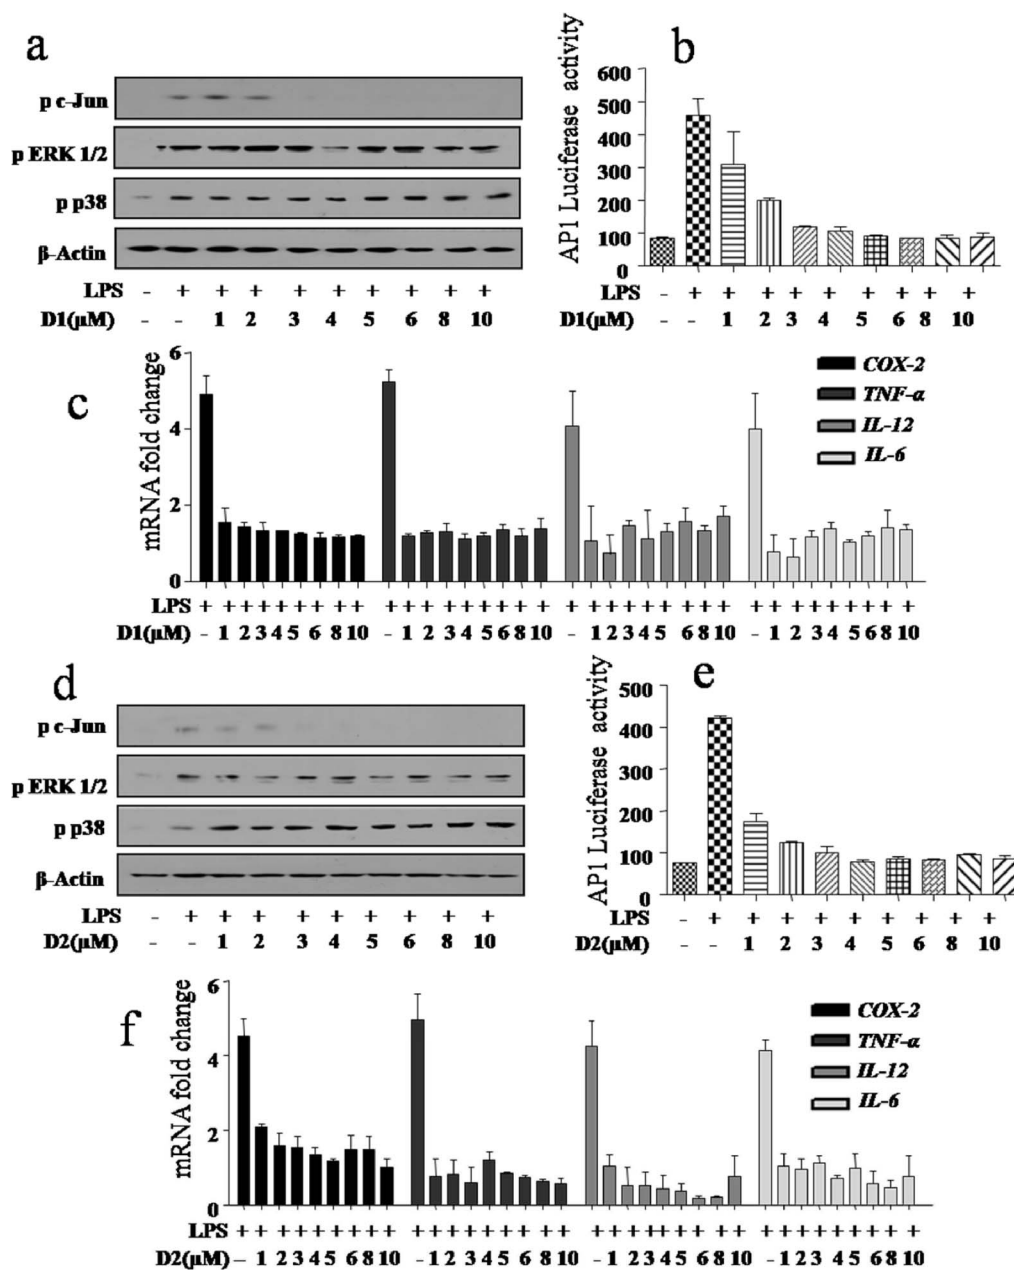 a
p c-Jun
p ERK 1/2
p p38
β-Actin
LPS - + + + + + + + + +
D1(μM) - - 1 2 3 4 5 6 8 10
b
AP1 Luciferase activity
600
500
400
300
200
100
0
LPS - + + + + + + + + +
D1(μM) - - 1 2 3 4 5 6 8 10
c
mRNA fold change
6
4
2
0
COX-2
TNF-α
IL-12
IL-6
LPS + + + + + + + + + + + + + + + + + + + + + + + + + + + + + + + + + + + +
D1(μM) - 1 2 3 4 5 6 8 10 - 1 2 3 4 5 6 8 10 - 1 2 3 4 5 6 8 10 - 1 2 3 4 5 6 8 10
d
p c-Jun
p ERK 1/2
p p38
β-Actin
LPS - + + + + + + + + +
D2(μM) - - 1 2 3 4 5 6 8 10
e
AP1 Luciferase activity
500
400
300
200
100
0
LPS - + + + + + + + + +
D2(μM) - - 1 2 3 4 5 6 8 10
f
mRNA fold change
6
4
2
0
COX-2
TNF-α
IL-12
IL-6
LPS + + + + + + + + + + + + + + + + + + + + + + + + + + + + + + + + + + + +
D2(μM) – 1 2 3 4 5 6 8 10 - 1 2 3 4 5 6 8 10 - 1 2 3 4 5 6 8 10 - 1 2 3 4 5 6 8 10